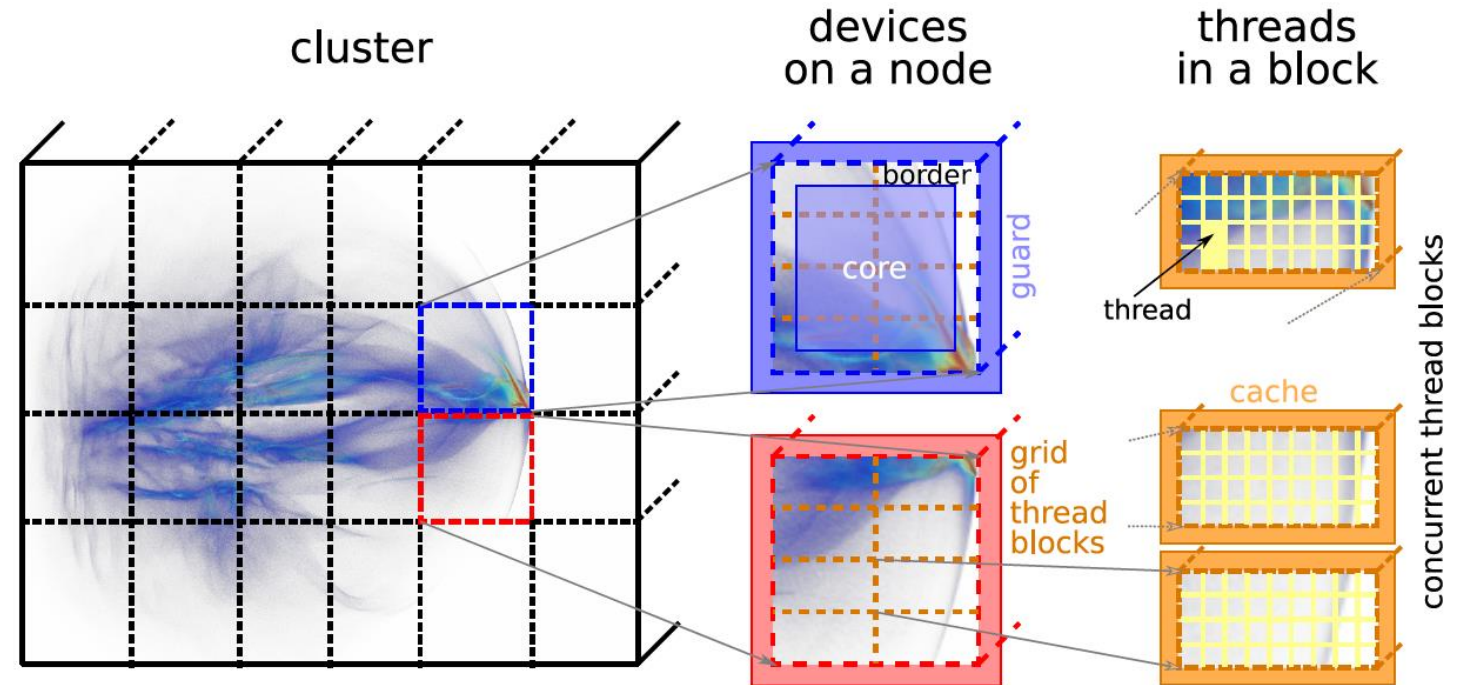 cluster
devices
on a node
threads
in a block
border
core
guard
thread
cache
grid
of
thread
blocks
concurrent thread blocks